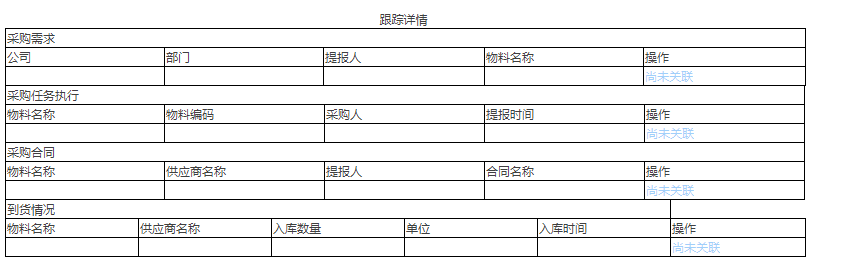 跟踪详情
采购需求
公司 部门 提报人 物料名称 操作
尚未关联
采购任务执行
物料名称 物料编码 采购人 提报时间 操作
尚未关联
采购合同
物料名称 供应商名称 提报人 合同名称 操作
尚未关联
到货情况
物料名称 供应商名称 入库数量 单位 入库时间 操作
尚未关联